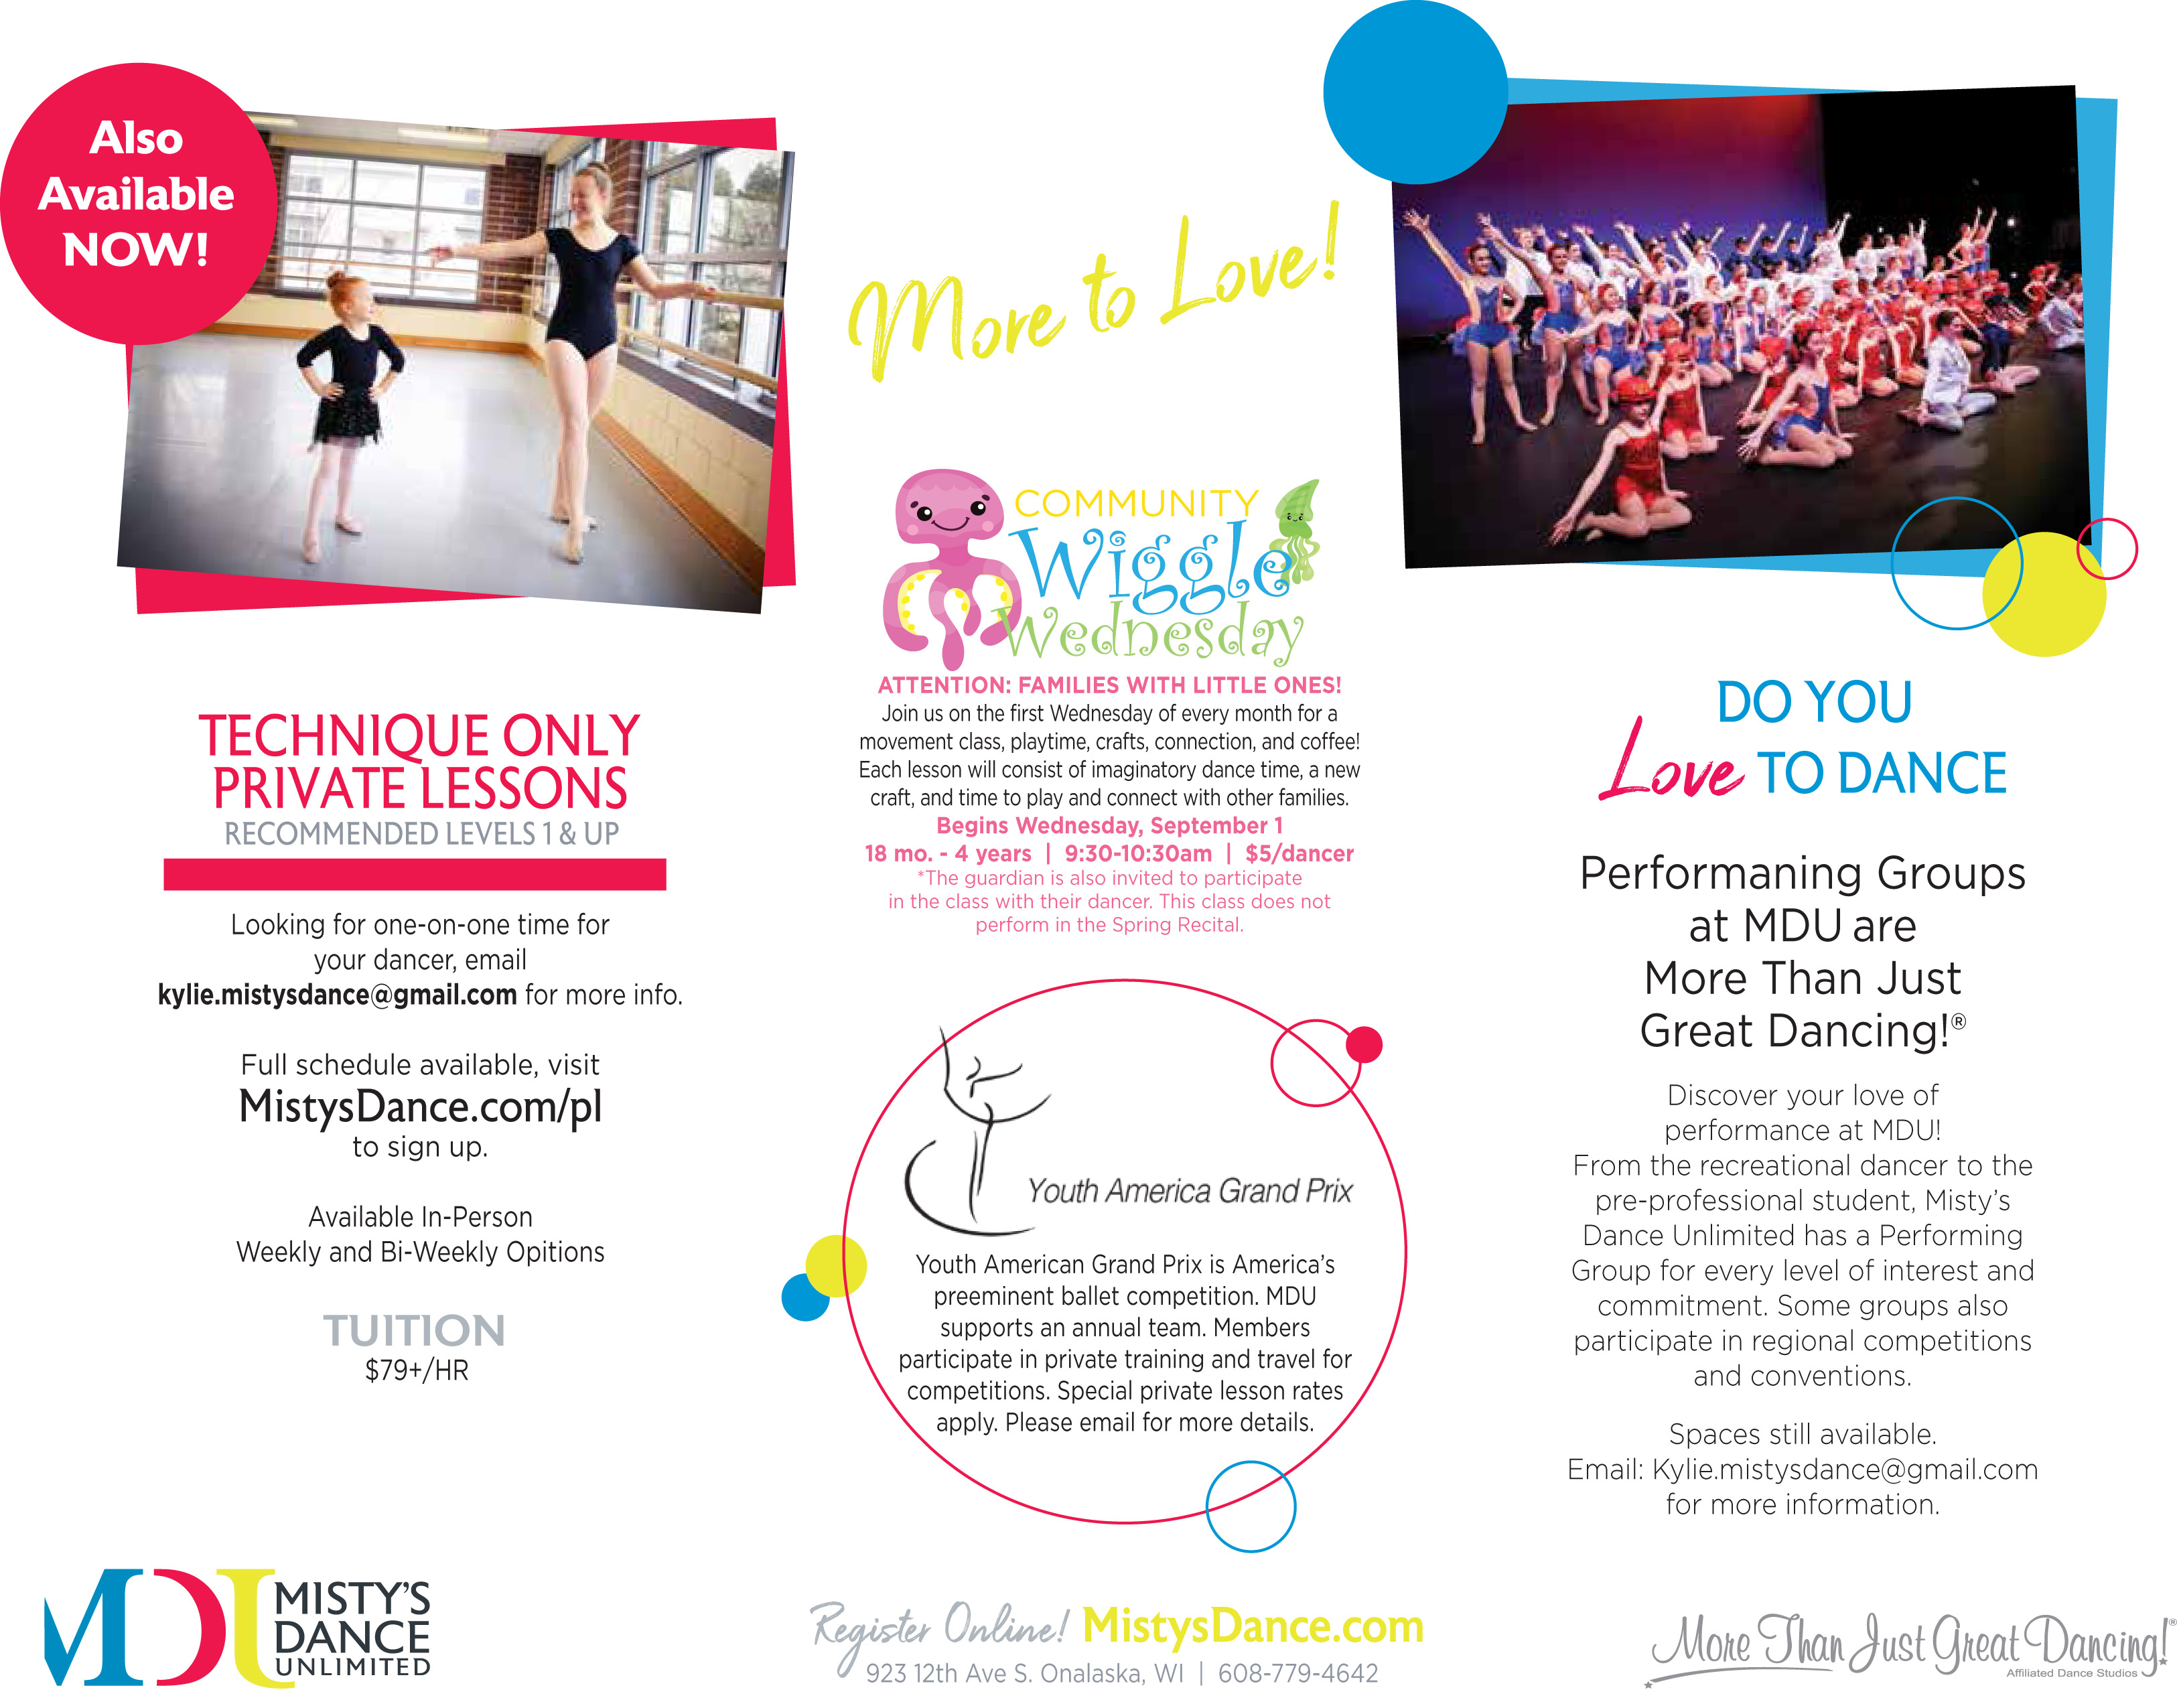 Also
Available
NOW!
TECHNIQUE ONLY
PRIVATE LESSONS
RECOMMENDED LEVELS 1 & UP
Looking for one-on-one time for
your dancer, email
kylie.mistysdance@gmail.com for more info.
Full schedule available, visit
MistysDance.com/pl
to sign up.
Available In-Person
Weekly and Bi-Weekly Opitions
TUITION
$79+/HR
MDU MISTY'S
DANCE
UNLIMITED
More to Love!
COMMUNITY
Wiggle
Wednesday
ATTENTION: FAMILIES WITH LITTLE ONES!
Join us on the first Wednesday of every month for a
movement class, playtime, crafts, connection, and coffee!
Each lesson will consist of imaginatory dance time, a new
craft, and time to play and connect with other families.
Begins Wednesday, September 1
18 mo. - 4 years | 9:30-10:30am | $5/dancer
*The guardian is also invited to participate
in the class with their dancer. This class does not
perform in the Spring Recital.
Youth America Grand Prix
Youth American Grand Prix is America's
preeminent ballet competition. MDU
supports an annual team. Members
participate in private training and travel for
competitions. Special private lesson rates
apply. Please email for more details.
Register Online! MistysDance.com
923 12th Ave S. Onalaska, WI | 608-779-4642
DO YOU
Love TO DANCE
Performaning Groups
at MDU are
More Than Just
Great Dancing!®
Discover your love of
performance at MDU!
From the recreational dancer to the
pre-professional student, Misty's
Dance Unlimited has a Performing
Group for every level of interest and
commitment. Some groups also
participate in regional competitions
and conventions.
Spaces still available.
Email: Kylie.mistysdance@gmail.com
for more information.
More Than Just Great Dancing!®
Affiliated Dance Studios